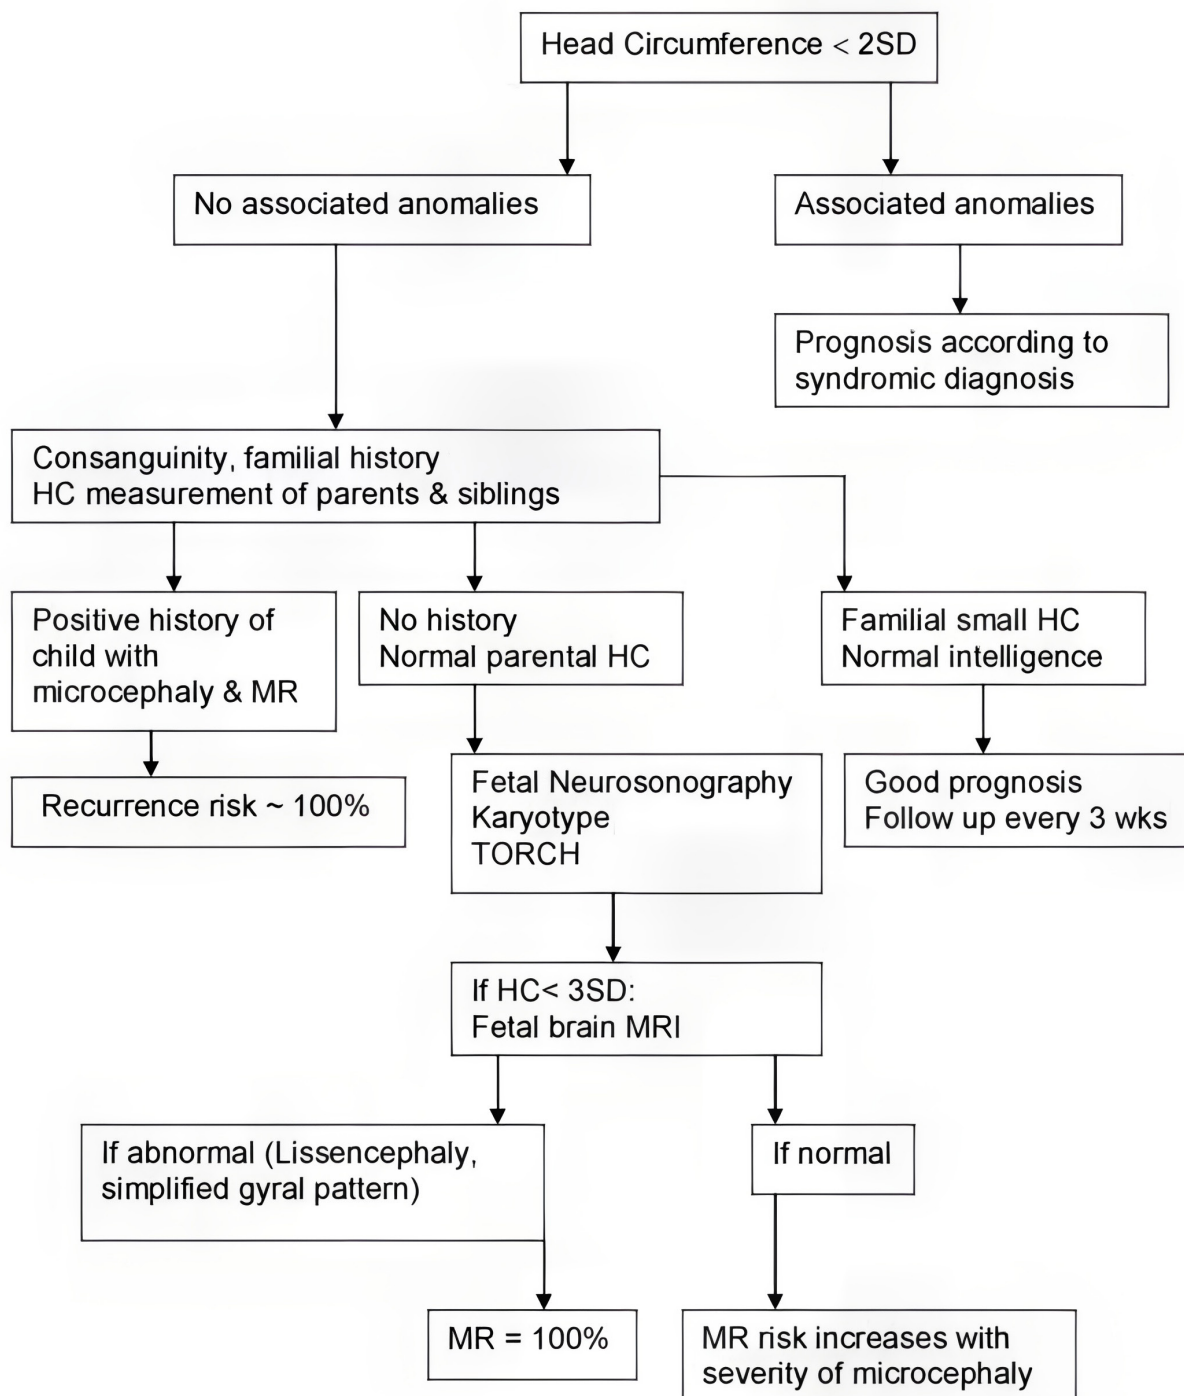 Head Circumference < 2SD
No associated anomalies
Associated anomalies
Prognosis according to
syndromic diagnosis
Consanguinity, familial history
HC measurement of parents & siblings
Positive history of
child with
microcephaly & MR
No history
Normal parental HC
Familial small HC
Normal intelligence
Recurrence risk ~ 100%
Fetal Neurosonography
Karyotype
TORCH
Good prognosis
Follow up every 3 wks
If HC< 3SD:
Fetal brain MRI
If abnormal (Lissencephaly,
simplified gyral pattern)
If normal
MR = 100%
MR risk increases with
severity of microcephaly